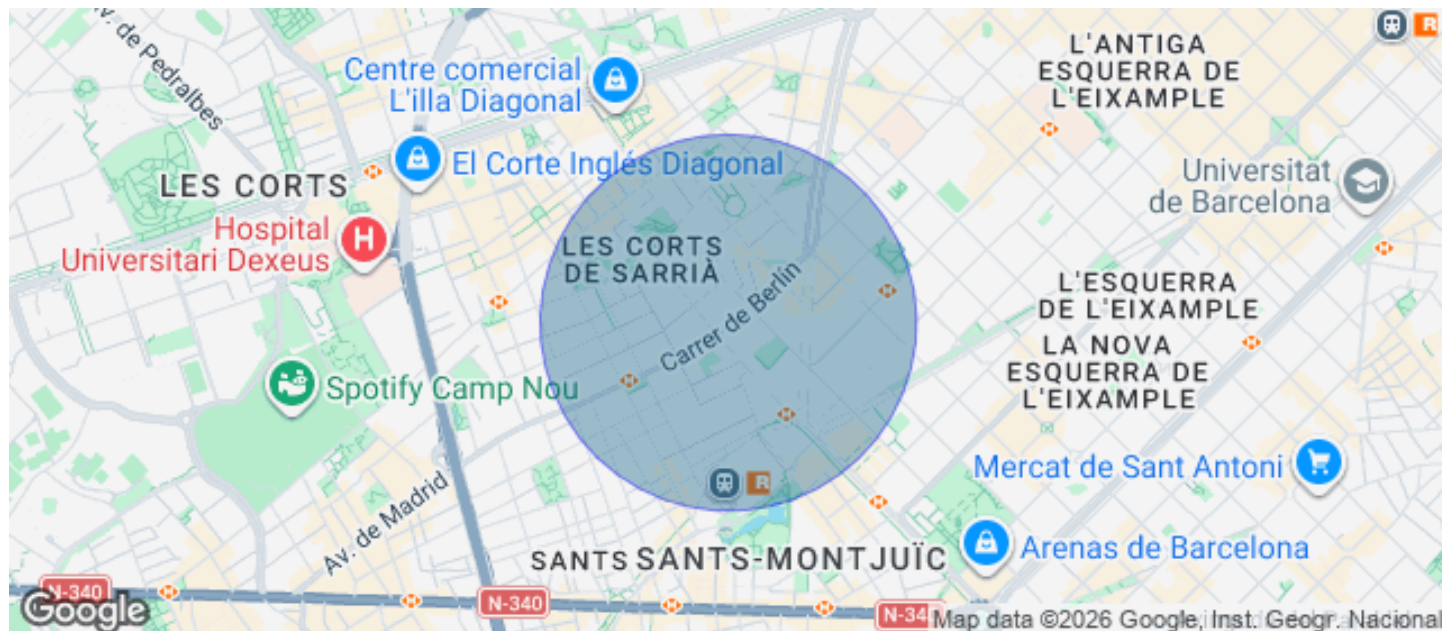 Av. de Pedralbes
Centre comercial
L'illa Diagonal
El Corte Inglés Diagonal
LES CORTS
Hospital
Universitari Dexeus
LES CORTS
DE SARRIÀ
Carrer de Berlín
Spotify Camp Nou
Av. de Madrid
L'ANTIGA
ESQUERRA DE
L'EIXAMPLE
Universitat
de Barcelona
L'ESQUERRA
DE L'EIXAMPLE
LA NOVA
ESQUERRA DE
L'EIXAMPLE
Mercat de Sant Antoni
Arenas de Barcelona
SANTS
SANTS-MONTJUÏC
R
R
H
N-340
N-340
N-34
Google
Map data ©2026 Google, Inst. Geogr. Nacional